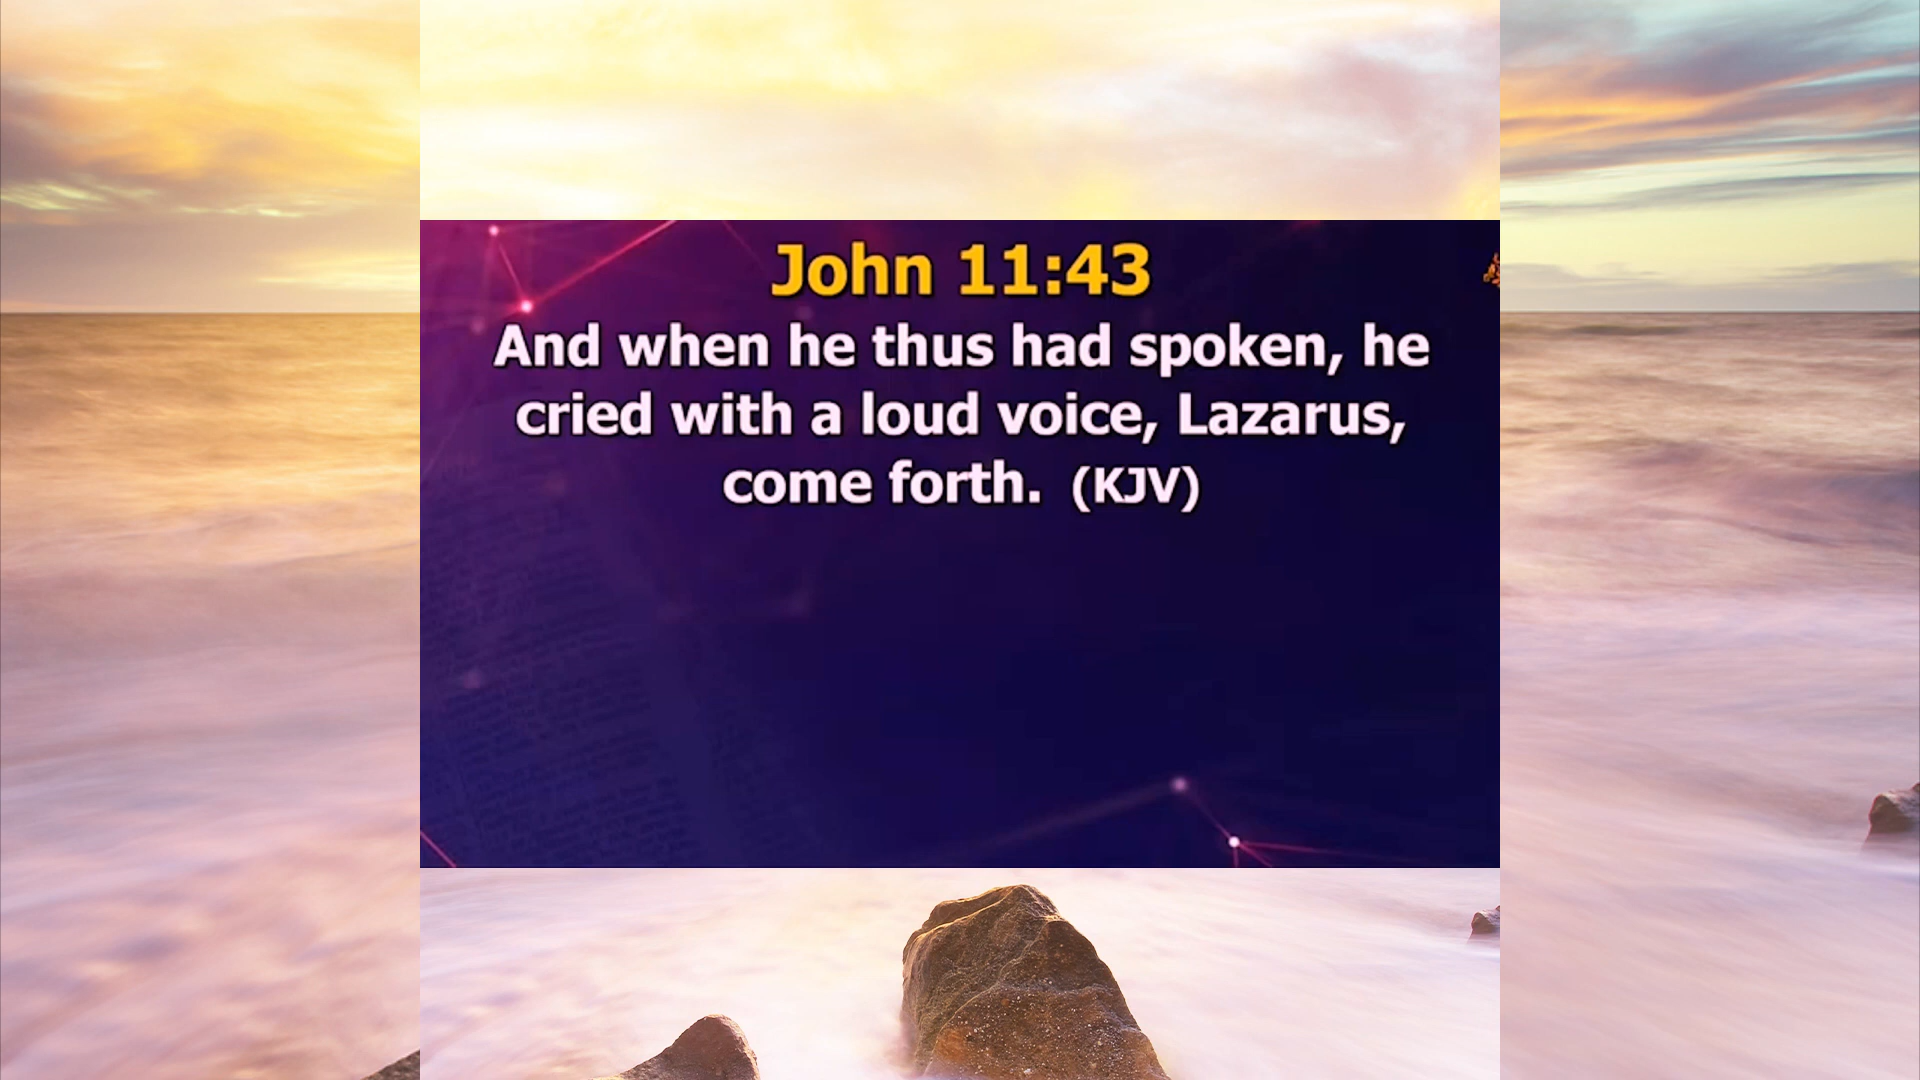 John 11:43
And when he thus had spoken, he
cried with a loud voice, Lazarus,
come forth. (KJV)